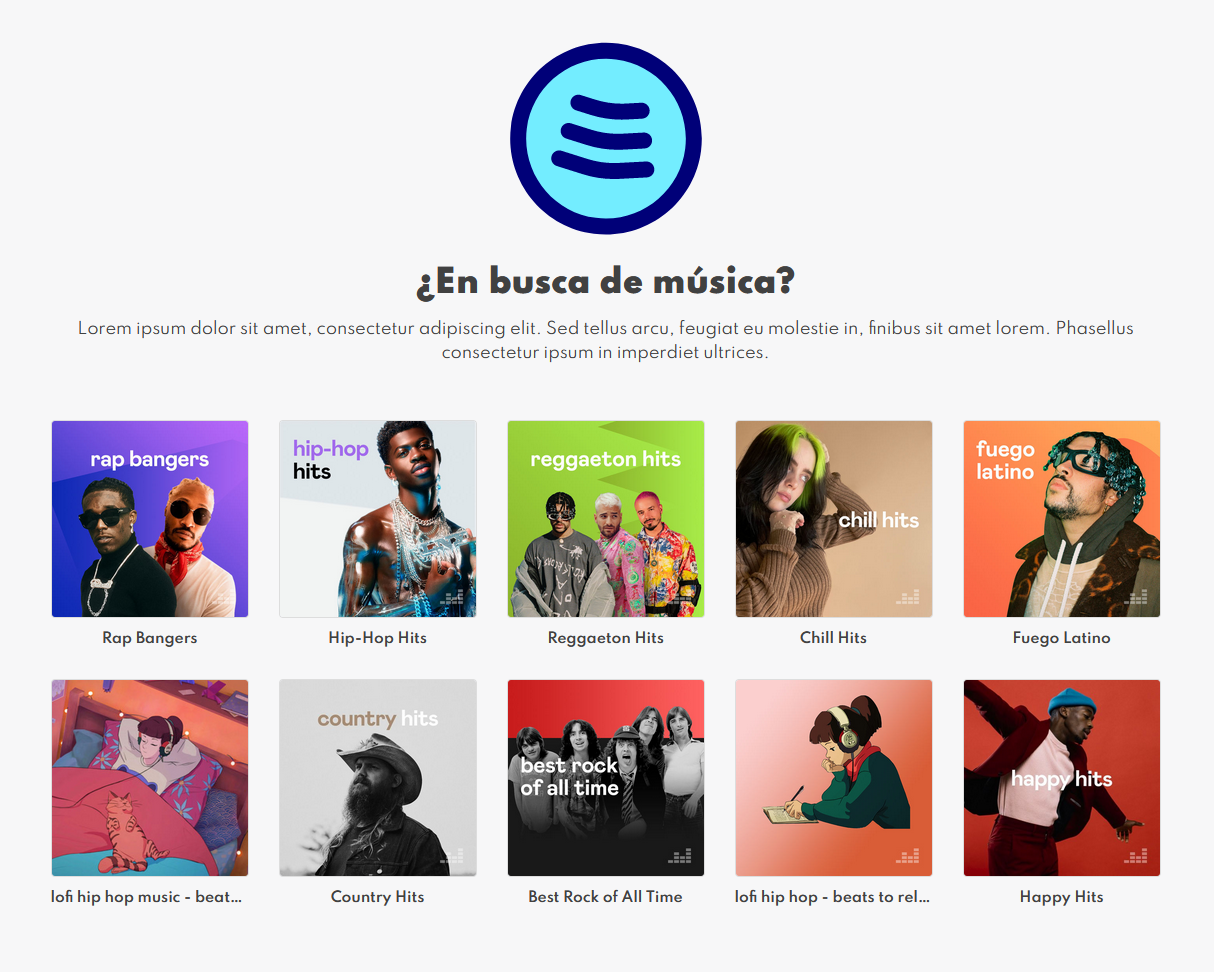 ¿En busca de música?
Lorem ipsum dolor sit amet, consectetur adipiscing elit. Sed tellus arcu, feugiat eu molestie in, finibus sit amet lorem. Phasellus
consectetur ipsum in imperdiet ultrices.
rap bangers
hip-hop
hits
reggaeton hits
chill hits
fuego
latino
Rap Bangers
Hip-Hop Hits
Reggaeton Hits
Chill Hits
Fuego Latino
country hits
best rock
of all time
happy hits
lofi hip hop music - beat...
Country Hits
Best Rock of All Time
lofi hip hop - beats to rel...
Happy Hits